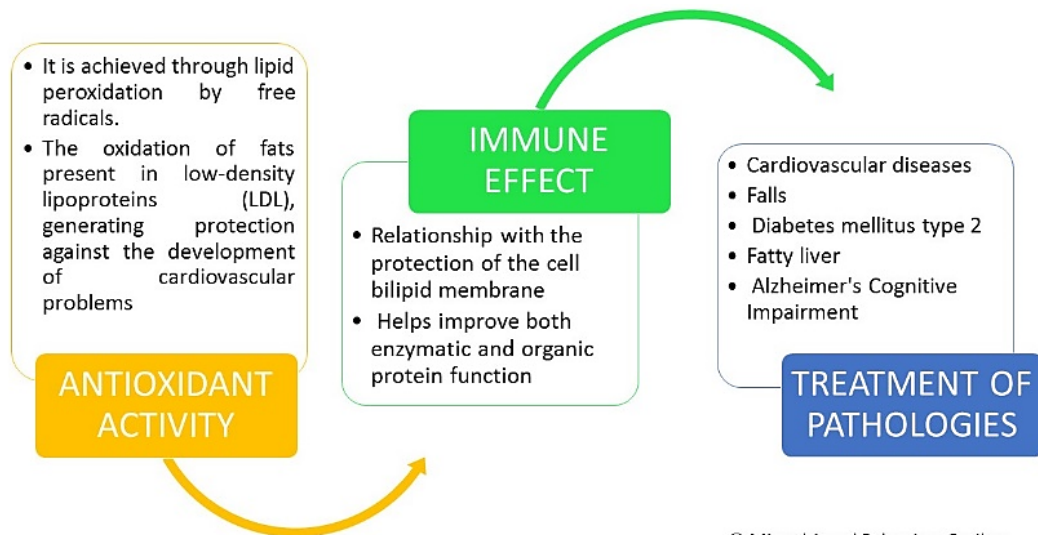 • It is achieved through lipid
peroxidation by free
radicals.
• The oxidation of fats
present in low-density
lipoproteins (LDL),
generating protection
against the development
of cardiovascular
problems
ANTIOXIDANT
ACTIVITY
IMMUNE
EFFECT
• Relationship with the
protection of the cell
bilipid membrane
• Helps improve both
enzymatic and organic
protein function
• Cardiovascular diseases
• Falls
• Diabetes mellitus type 2
• Fatty liver
• Alzheimer's Cognitive
Impairment
TREATMENT OF
PATHOLOGIES